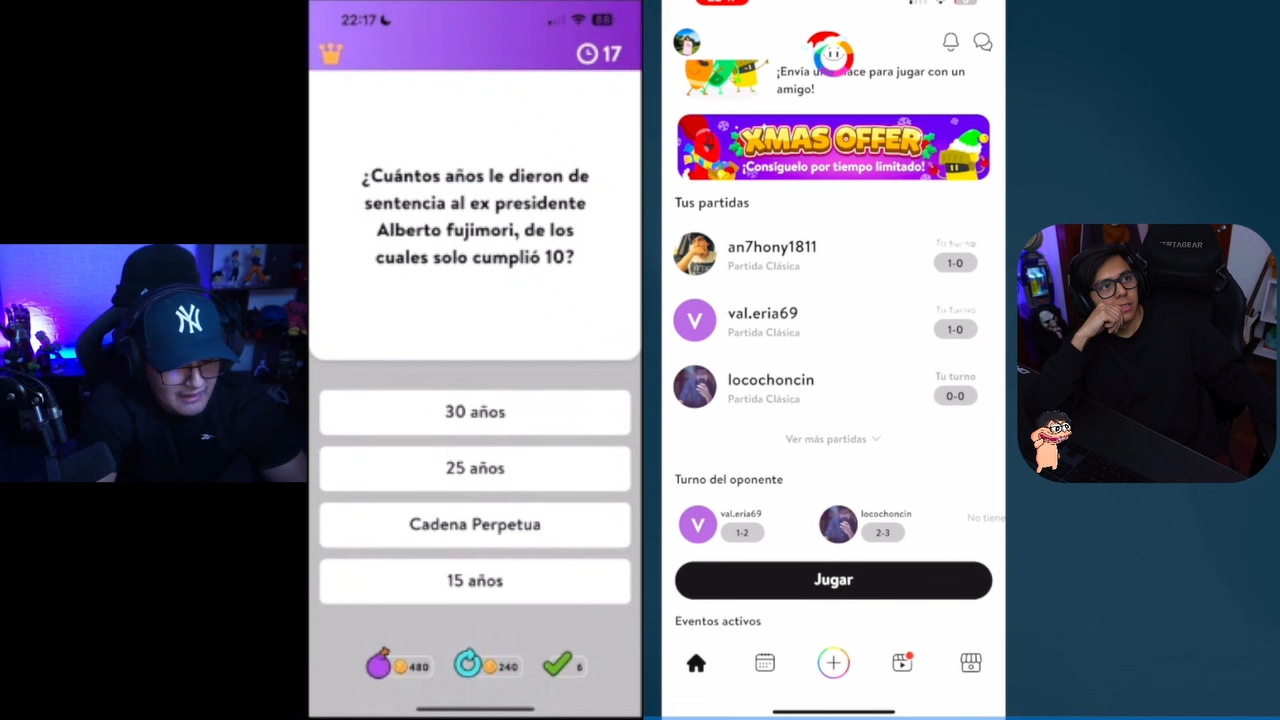 22:17
88
17
¿Cuántos años le dieron de
sentencia al ex presidente
Alberto fujimori, de los
cuales solo cumplió 10?
30 años
25 años
Cadena Perpetua
15 años
480
240
6
NY
¡Envía un
ace para jugar con un
amigo!
XMAS OFFER
¡Consíguelo por tiempo limitado!
Tus partidas
an7hony1811
Partida Clásica
Tu turno
1-0
V
val.eria69
Partida Clásica
Tu turno
1-0
locochoncin
Partida Clásica
Tu turno
0-0
Ver más partidas
Turno del oponente
V
val.eria69
1-2
locochoncin
2-3
No tiene
Jugar
Eventos activos